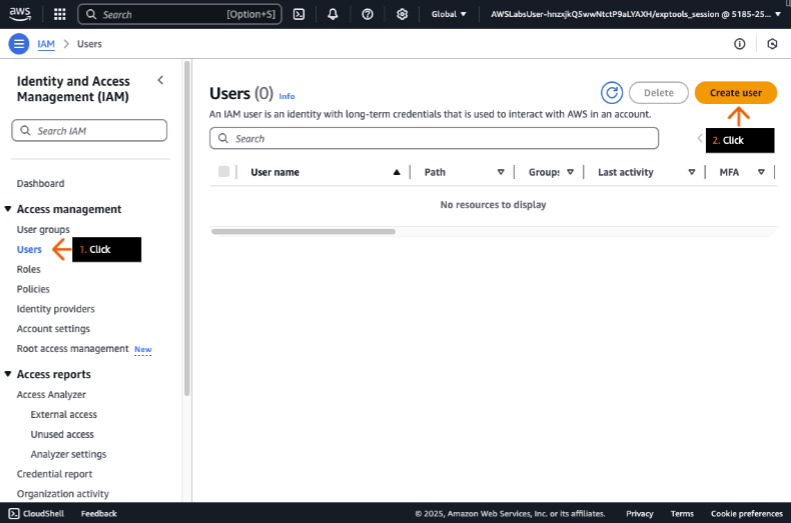 aws
Search [Option+S]
Global
AWSLabsUser-hnzxjkQ5wwNtctP9aLYAXH/exptools_session @ 5185-25...
IAM > Users
Identity and Access
Management (IAM)
Search IAM
Dashboard
Access management
User groups
Users
1. Click
Roles
Policies
Identity providers
Account settings
Root access management New
Access reports
Access Analyzer
External access
Unused access
Analyzer settings
Credential report
Organization activity
Users (0) Info
Delete
Create user
An IAM user is an identity with long-term credentials that is used to interact with AWS in an account.
Search
2. Click
User name Path Groups Last activity MFA
No resources to display
CloudShell Feedback © 2025, Amazon Web Services, Inc. or its affiliates. Privacy Terms Cookie preferences